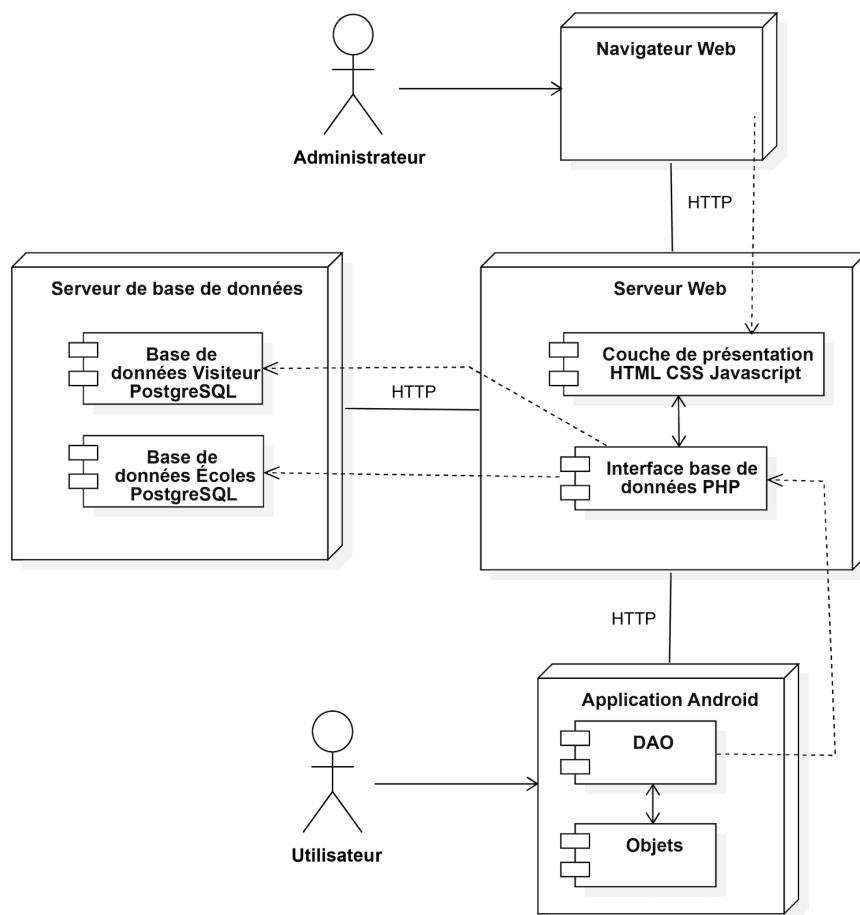 Navigateur Web
Administrateur
HTTP
Serveur de base de données
Base de
données Visiteur
PostgreSQL
Base de
données Écoles
PostgreSQL
HTTP
Serveur Web
Couche de présentation
HTML CSS Javascript
Interface base de
données PHP
HTTP
Application Android
DAO
Objets
Utilisateur